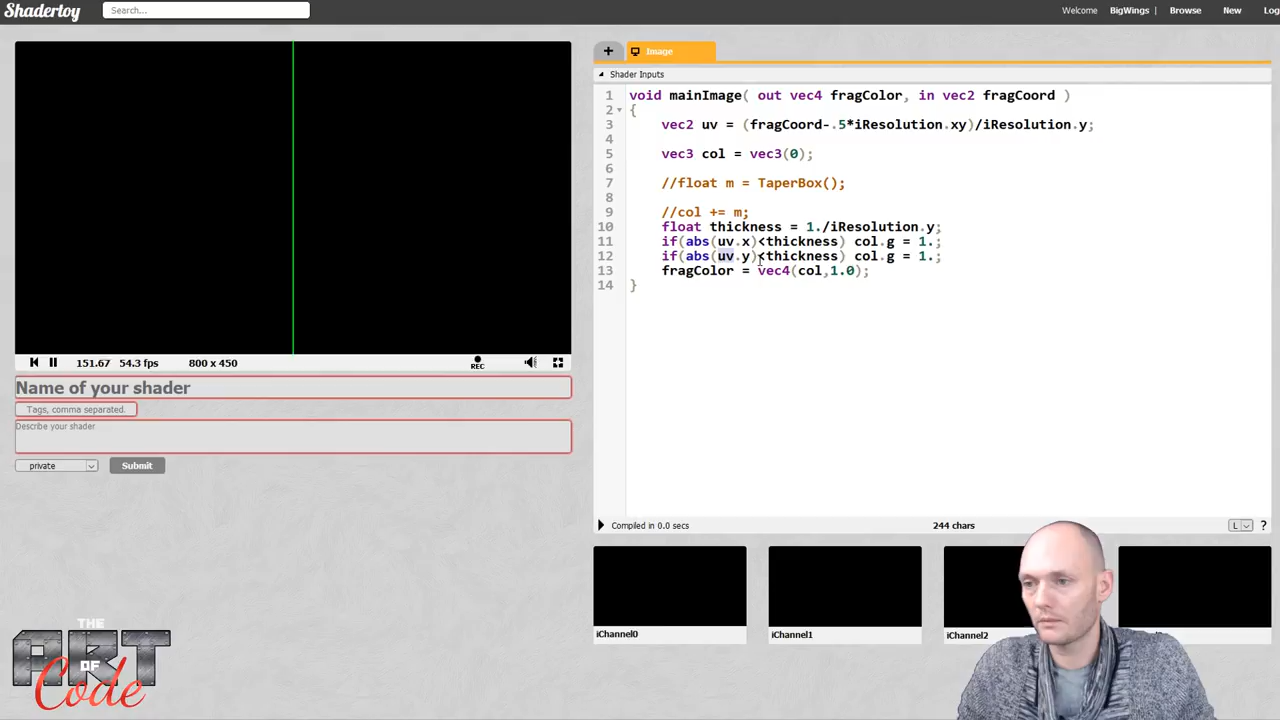 Shadertoy
Search...
Welcome BigWings | Browse New Log
+ Image
Shader Inputs
1 void mainImage( out vec4 fragColor, in vec2 fragCoord )
2 {
3 vec2 uv = (fragCoord-.5*iResolution.xy)/iResolution.y;
4
5 vec3 col = vec3(0);
6
7 //float m = TaperBox();
8
9 //col += m;
10 float thickness = 1./iResolution.y;
11 if(abs(uv.x)<thickness) col.g = 1.;
12 if(abs(uv.y)<thickness) col.g = 1.;
13 fragColor = vec4(col,1.0);
14 }
151.67 54.3 fps 800 x 450
REC
Name of your shader
Tags, comma separated.
Describe your shader
private Submit
Compiled in 0.0 secs 244 chars L ?
iChannel0 iChannel1 iChannel2
THE
ART
OF
Code